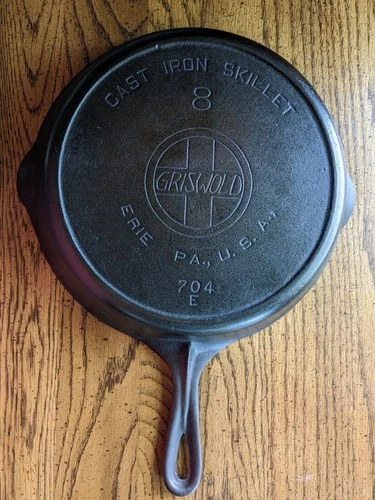 CAST IRON SKILLET
8
GRISWOLD
ERIE PA., U.S.A.,
704
E